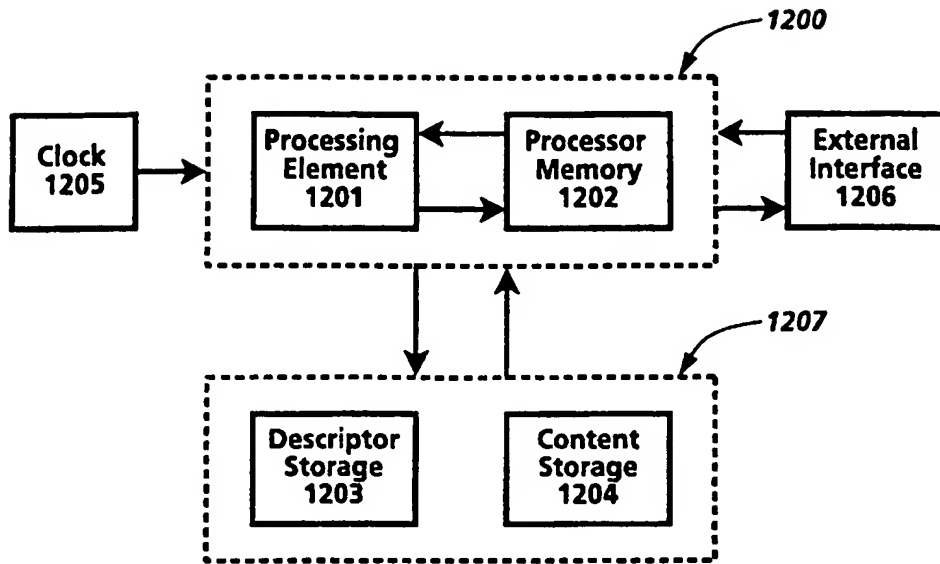 1200
Clock
1205
Processing
Element
1201
Processor
Memory
1202
External
Interface
1206
1207
Descriptor
Storage
1203
Content
Storage
1204